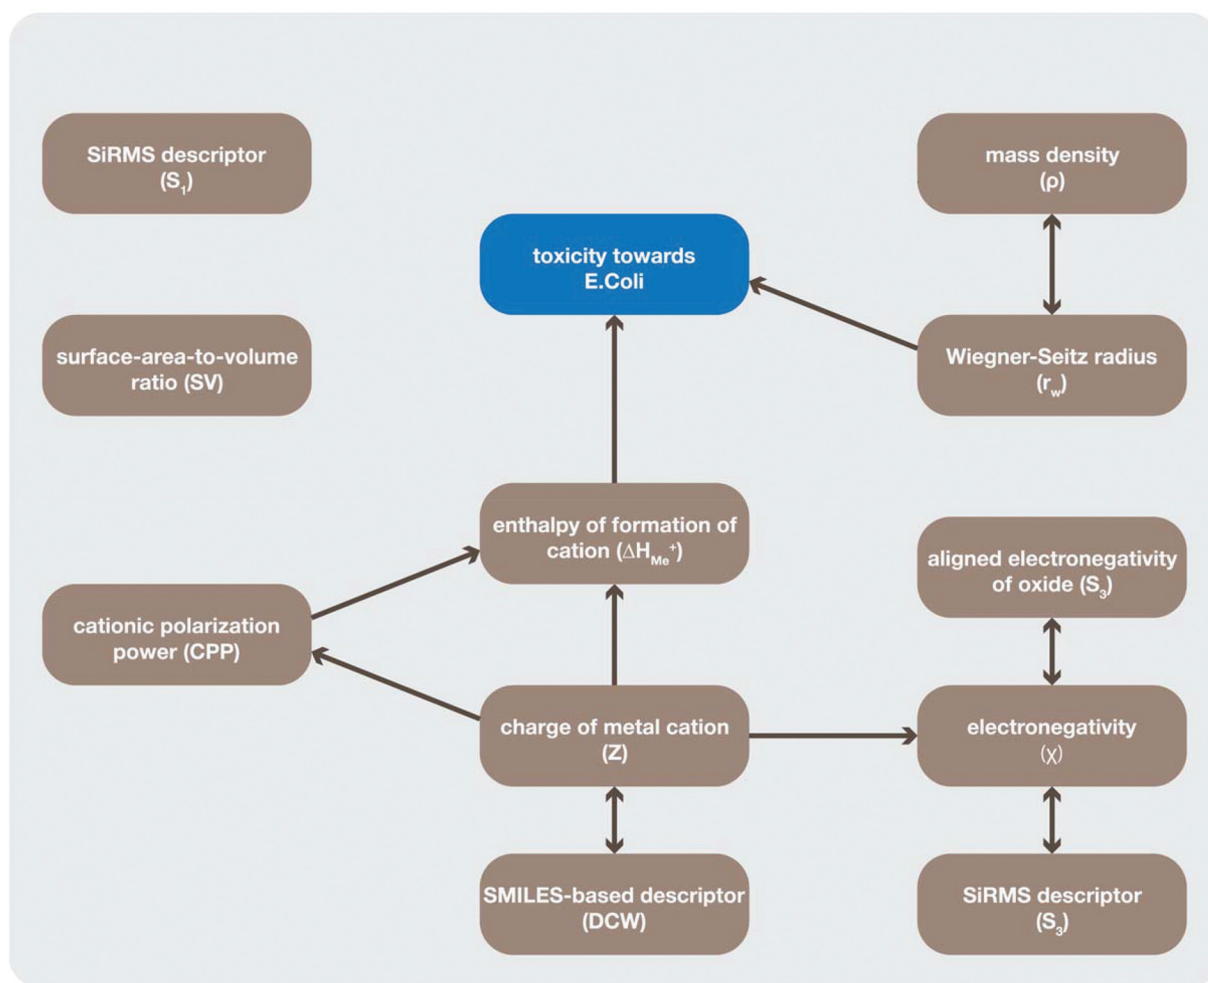 SiRMS descriptor
(S₁)
mass density
(ρ)
toxicity towards
E.Coli
surface-area-to-volume
ratio (SV)
Wiegner-Seitz radius
(r_w)
enthalpy of formation of
cation (ΔH_Me⁺)
aligned electronegativity
of oxide (S₃)
cationic polarization
power (CPP)
charge of metal cation
(Z)
electronegativity
(χ)
SMILES-based descriptor
(DCW)
SiRMS descriptor
(S₃)